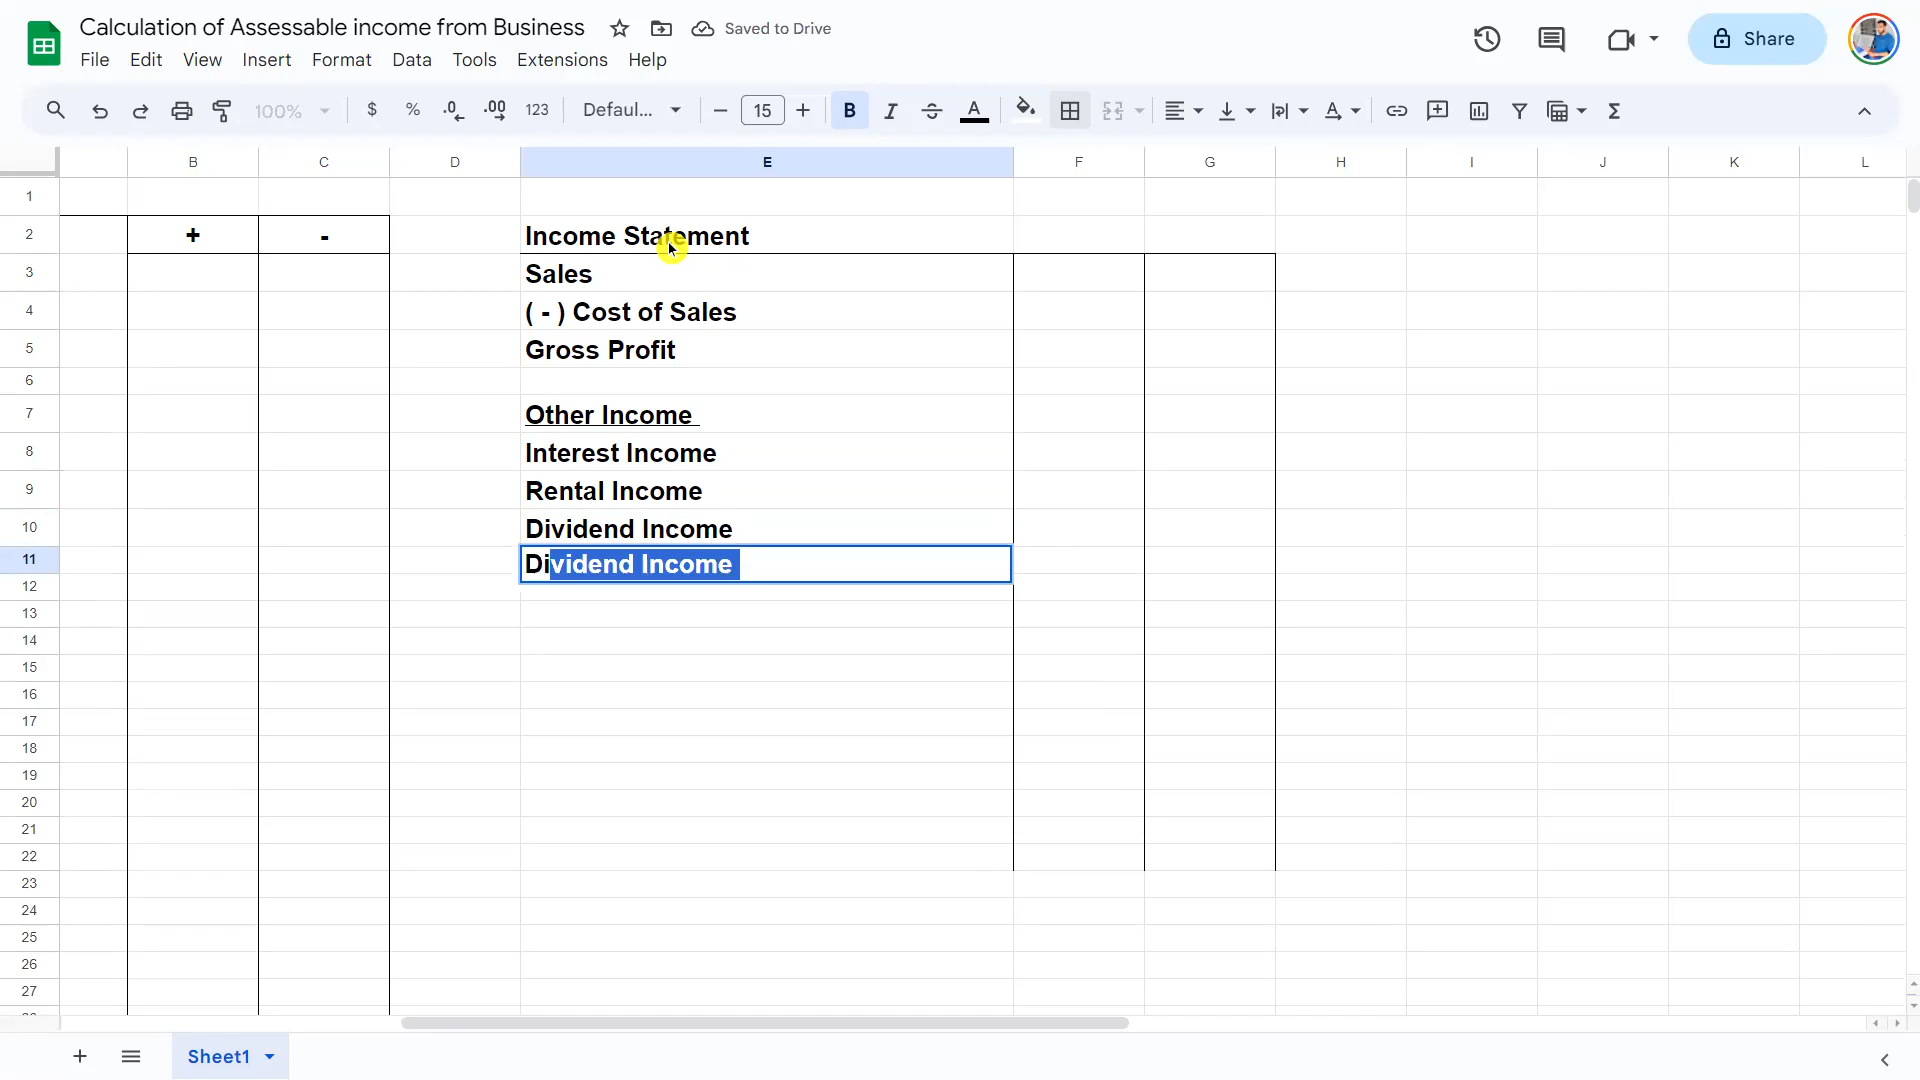 Calculation of Assessable income from Business
Saved to Drive
Share
File Edit View Insert Format Data Tools Extensions Help
100% $ % .0 .00 123 Defaul... 15 B I S A A Σ
B C D E F G H I J K L
1
2 + - Income Statement
3 Sales
4 ( - ) Cost of Sales
5 Gross Profit
6
7 Other Income
8 Interest Income
9 Rental Income
10 Dividend Income
11 Dividend Income
12
13
14
15
16
17
18
19
20
21
22
23
24
25
26
27
Sheet1